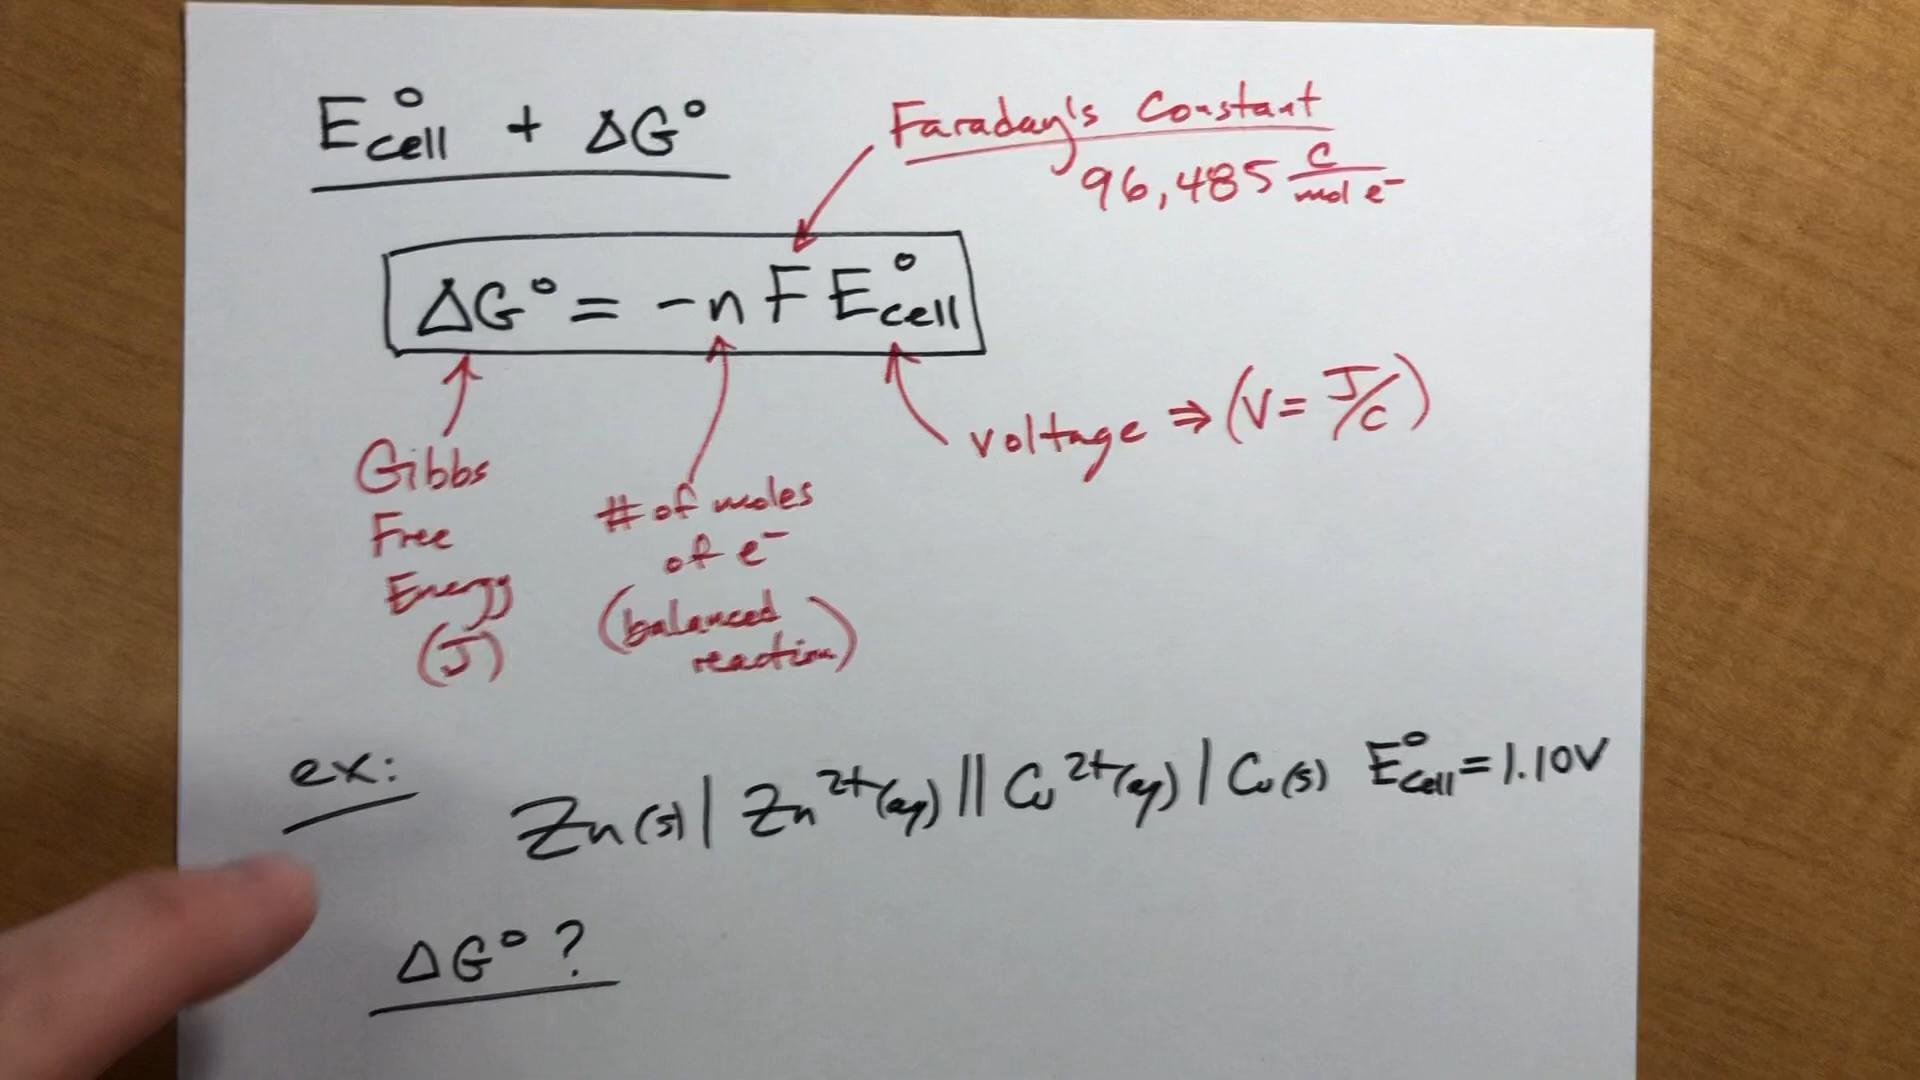 E°cell + ΔG°
Faraday's Constant
96,485 C/mol e⁻
ΔG° = -nFE°cell
voltage ⇒ (V = J/C)
Gibbs
Free
Energy
(J)
# of moles
of e⁻
(balanced
reaction)
ex:
Zn(s) | Zn²⁺(aq) || Cu²⁺(aq) | Cu(s) E°cell = 1.10V
ΔG° ?